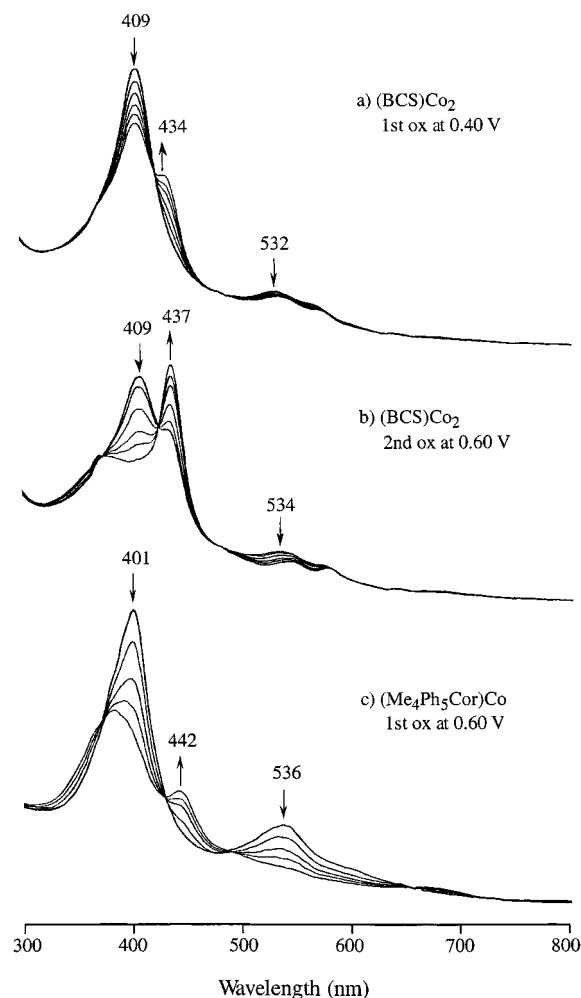 409
434
a) (BCS)Co₂
1st ox at 0.40 V
532
409
437
b) (BCS)Co₂
2nd ox at 0.60 V
534
401
442
c) (Me₄Ph₅Cor)Co
1st ox at 0.60 V
536
300 400 500 600 700 800
Wavelength (nm)